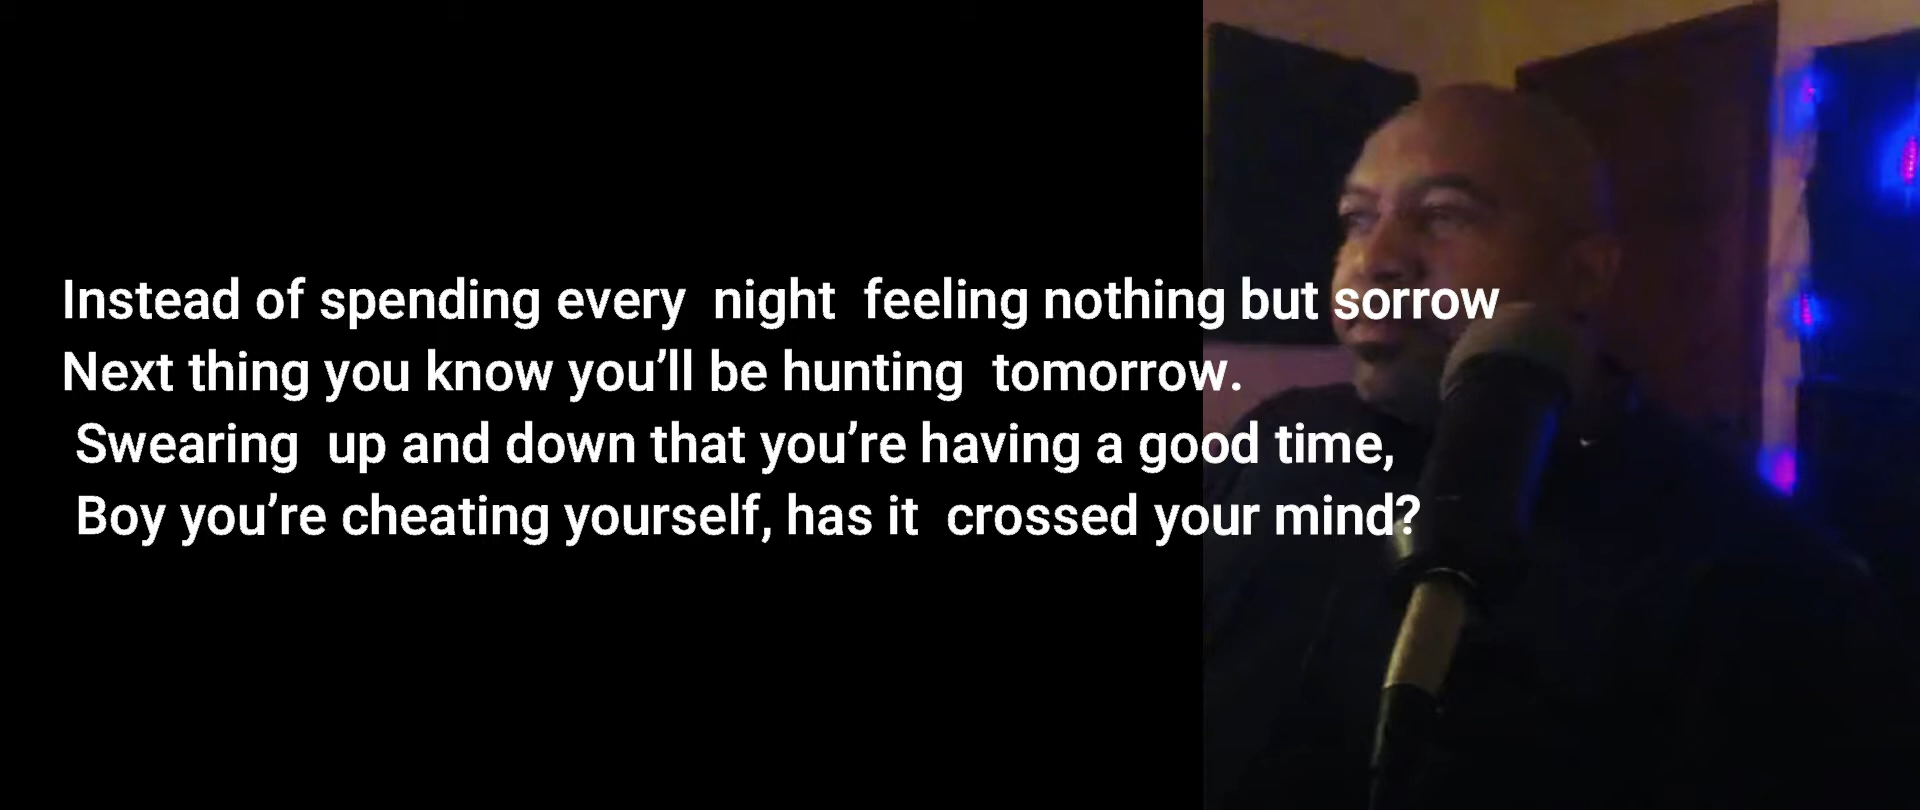 Instead of spending every  night  feeling nothing but sorrow
Next thing you know you’ll be hunting  tomorrow.
Swearing  up and down that you’re having a good time,
Boy you’re cheating yourself, has it  crossed your mind?